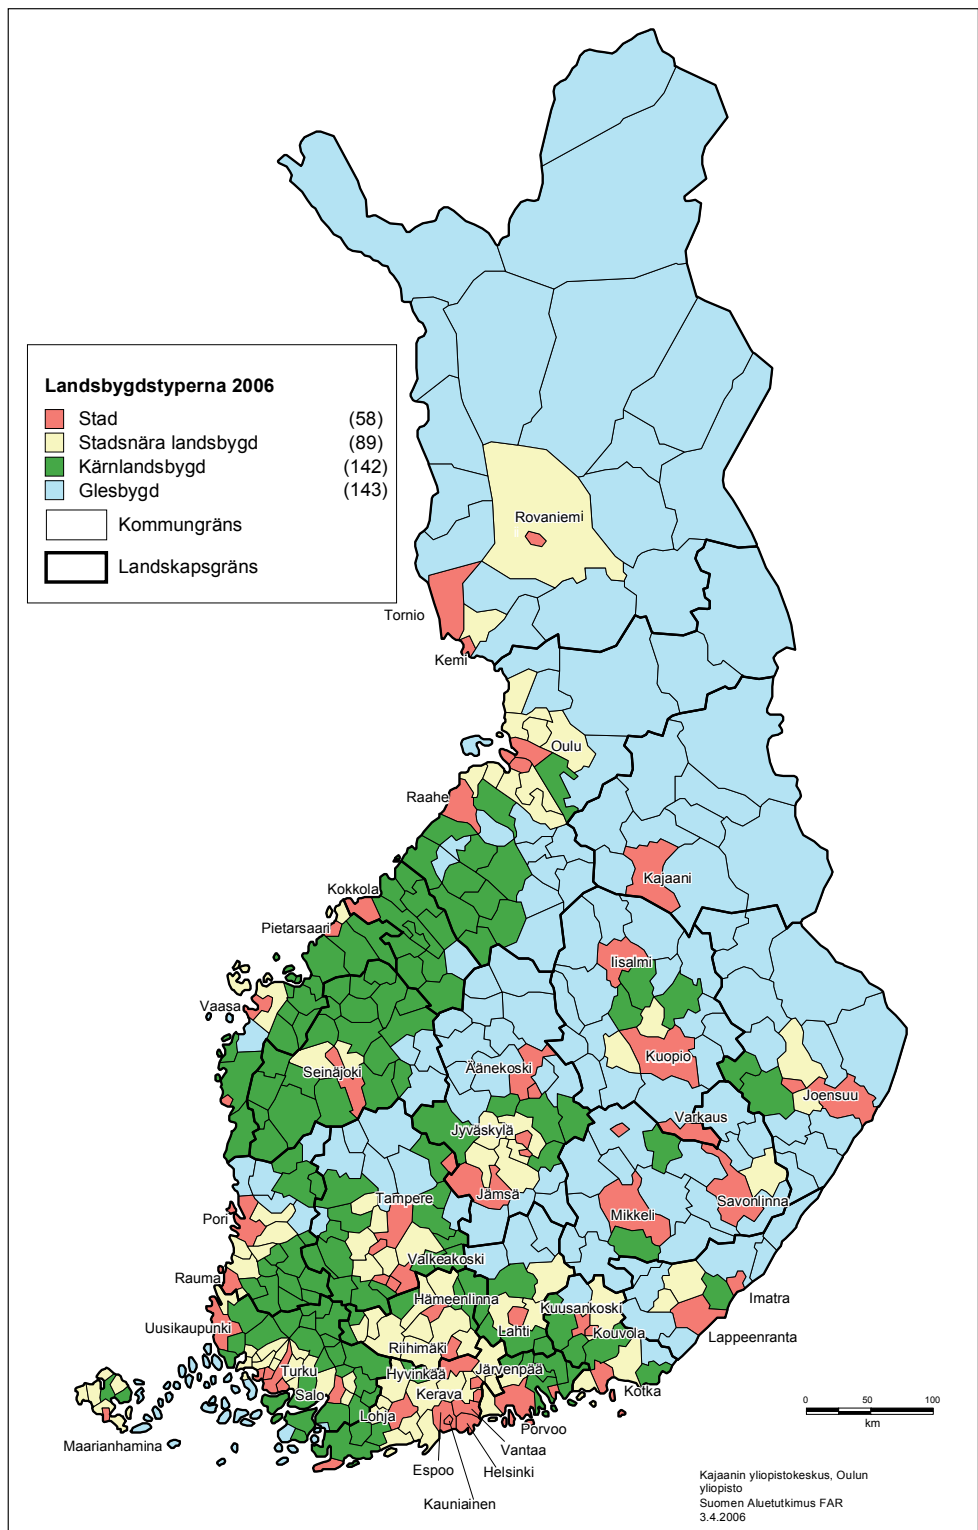 Landsbygdstyperna 2006
Stad (58)
Stadsnära landsbygd (89)
Kärnlandsbygd (142)
Glesbygd (143)
Kommungräns
Landskapsgräns
Rovaniemi
Tornio
Kemi
Oulu
Raahe
Kajaani
Kokkola
Pietarsaari
Iisalmi
Vaasa
Kuopio
Seinäjoki
Äänekoski
Joensuu
Varkaus
Jyväskylä
Jämsä
Savonlinna
Tampere
Mikkeli
Pori
Valkeakoski
Rauma
Imatra
Hämeenlinna
Kuusankoski
Uusikaupunki
Lahti
Kouvola
Lappeenranta
Riihimäki
Turku
Hyvinkää
Järvenpää
Salo
Kerava
Kotka
Lohja
Porvoo
Maarianhamina
Vantaa
Espoo
Helsinki
Kauniainen
0 50 100
km
Kajaanin yliopistokeskus, Oulun
yliopisto
Suomen Aluetutkimus FAR
3.4.2006